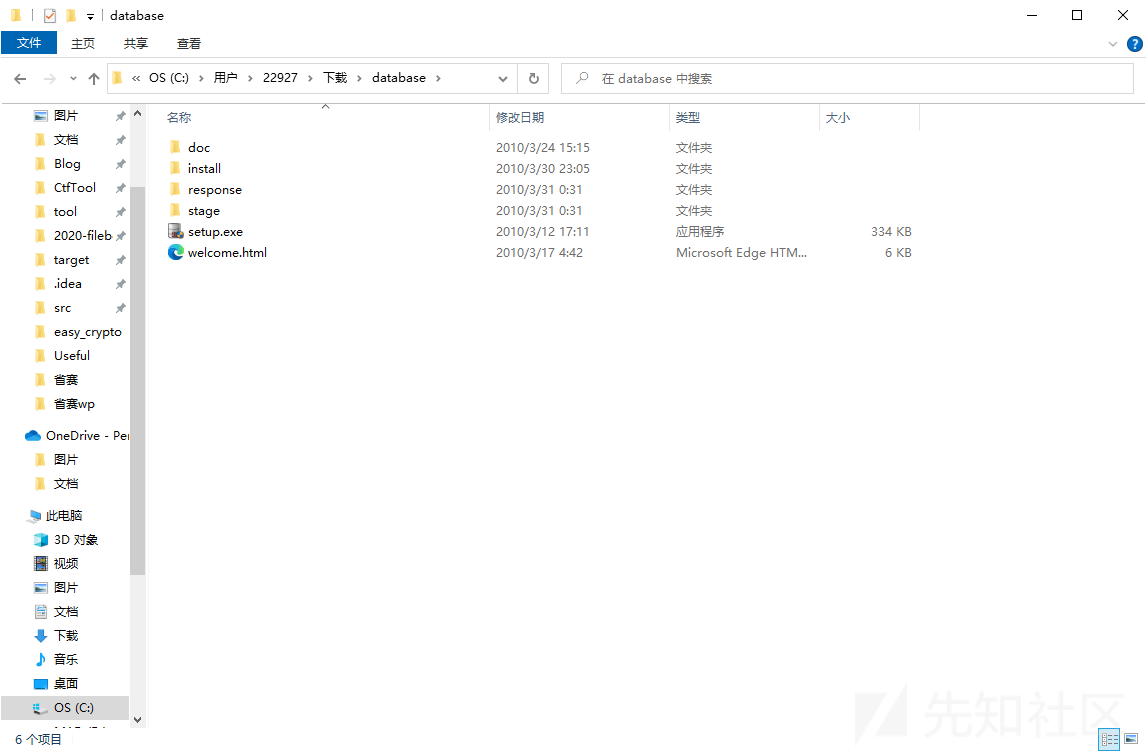 database
文件 主页 共享 查看
« OS (C:) › 用户 › 22927 › 下载 › database ›
在 database 中搜索
名称 修改日期 类型 大小
doc 2010/3/24 15:15 文件夹
install 2010/3/30 23:05 文件夹
response 2010/3/31 0:31 文件夹
stage 2010/3/31 0:31 文件夹
setup.exe 2010/3/12 17:11 应用程序 334 KB
welcome.html 2010/3/17 4:42 Microsoft Edge HTM... 6 KB
图片
文档
Blog
CtfTool
tool
2020-fileb
target
.idea
src
easy_crypto
Useful
省赛
省赛wp
OneDrive - Per
图片
文档
此电脑
3D 对象
视频
图片
文档
下载
音乐
桌面
OS (C:)
6 个项目
先知社区